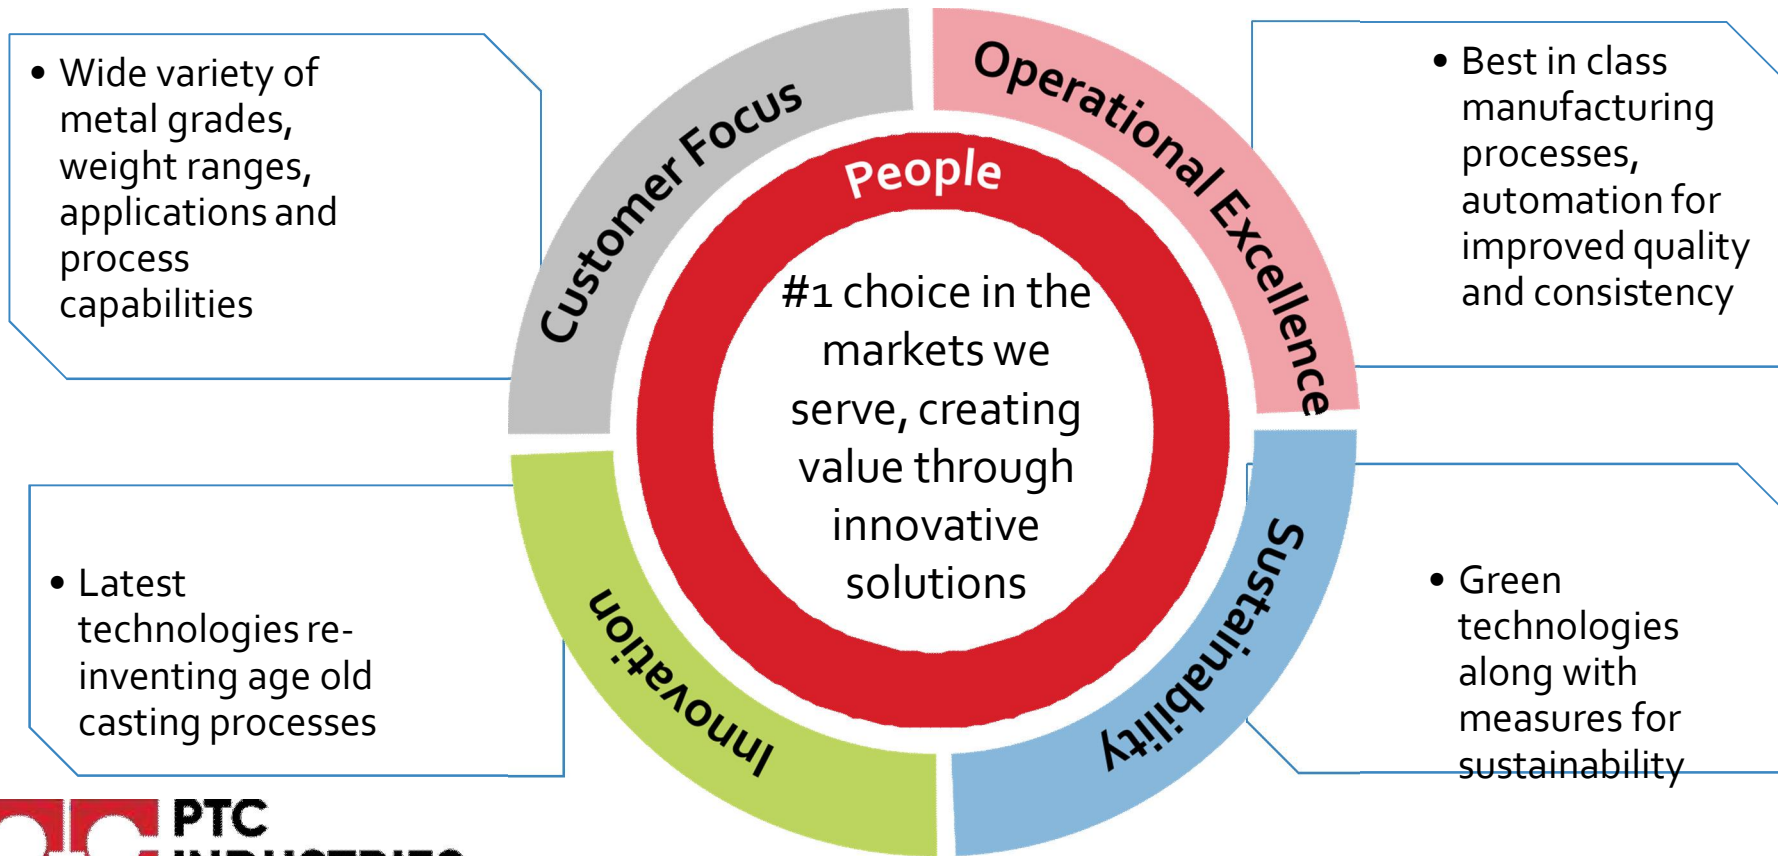 • Wide variety of
metal grades,
weight ranges,
applications and
process
capabilities
Customer Focus
Operational Excellence
• Best in class
manufacturing
processes,
automation for
improved quality
and consistency
People
#1 choice in the
markets we
serve, creating
value through
innovative
solutions
• Latest
technologies re-
inventing age old
casting processes
Innovation
Sustainability
• Green
technologies
along with
measures for
sustainability
PTC
INDUSTRIES